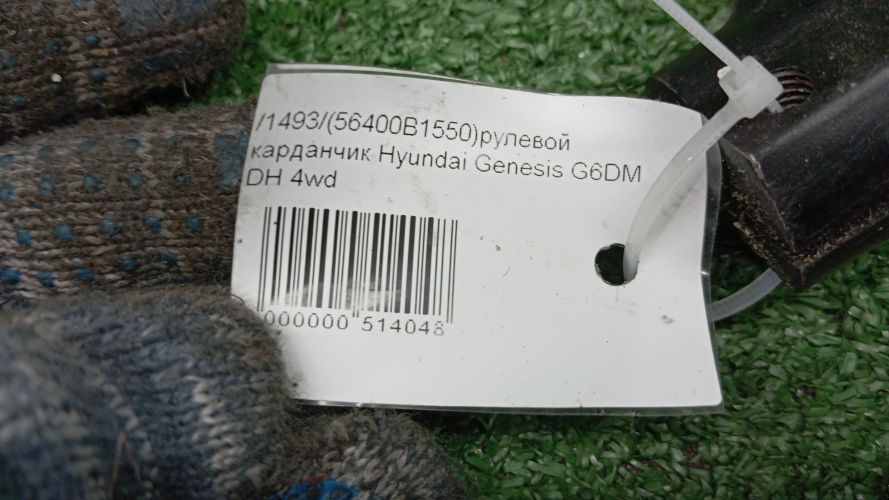 /1493/(56400B1550)рулевой
карданчик Hyundai Genesis G6DM
DH 4wd
000000 514048